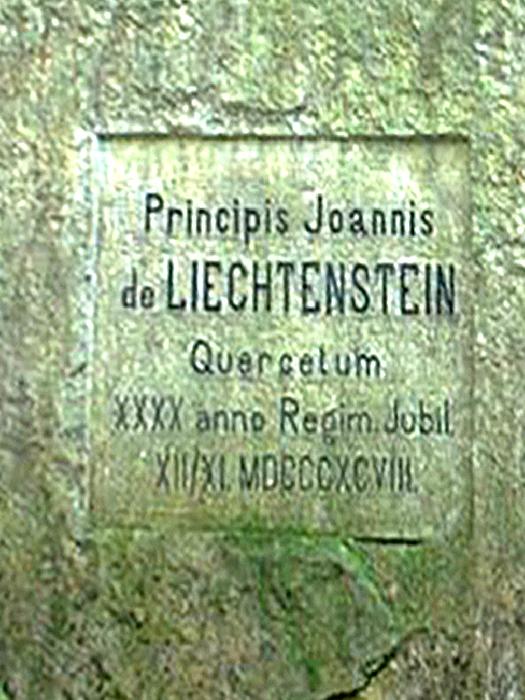 Principis Joannis
de LIECHTENSTEIN
Quercetum
XXXX anno Regim. Jubil.
XII/XI. MDCCCXCVIII.